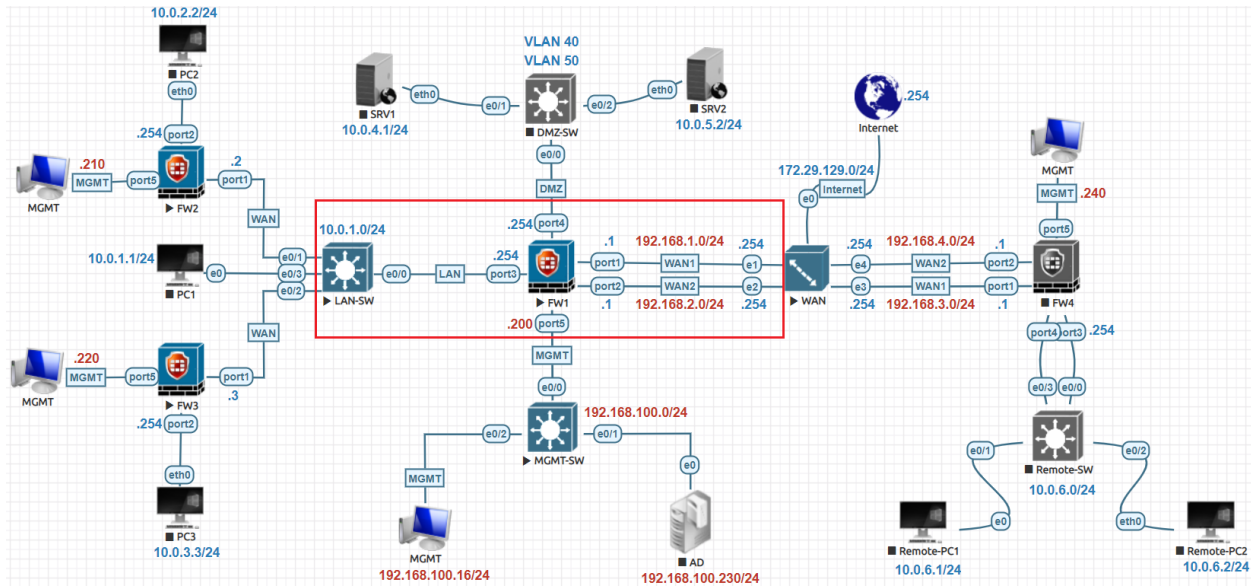 10.0.2.2/24
PC2
eth0
.254
port2
.210
MGMT
port5
MGMT
FW2
.2
port1
WAN
10.0.1.1/24
e0
PC1
e0/1
e0/3
e0/2
WAN
.220
MGMT
port5
MGMT
FW3
port1
.3
.254
port2
eth0
PC3
10.0.3.3/24
VLAN 40
VLAN 50
SRV1
10.0.4.1/24
eth0
e0/1
DMZ-SW
e0/2
eth0
SRV2
10.0.5.2/24
e0/0
DMZ
.254
port4
10.0.1.0/24
LAN-SW
e0/0
LAN
.254
port3
FW1
.1
port1
192.168.1.0/24
WAN1
.254
e1
port2
.1
WAN2
192.168.2.0/24
e2
.254
.200
port5
MGMT
e0/0
192.168.100.0/24
MGMT-SW
e0/2
e0/1
MGMT
MGMT
192.168.100.16/24
e0
AD
192.168.100.230/24
.254
Internet
172.29.129.0/24
Internet
e0
WAN
.254
e4
192.168.4.0/24
WAN2
.1
port2
e3
.254
WAN1
192.168.3.0/24
port1
.1
MGMT
MGMT
.240
port5
FW4
port4
port3
.254
e0/3
e0/0
e0/1
e0/2
Remote-SW
10.0.6.0/24
e0
Remote-PC1
10.0.6.1/24
eth0
Remote-PC2
10.0.6.2/24